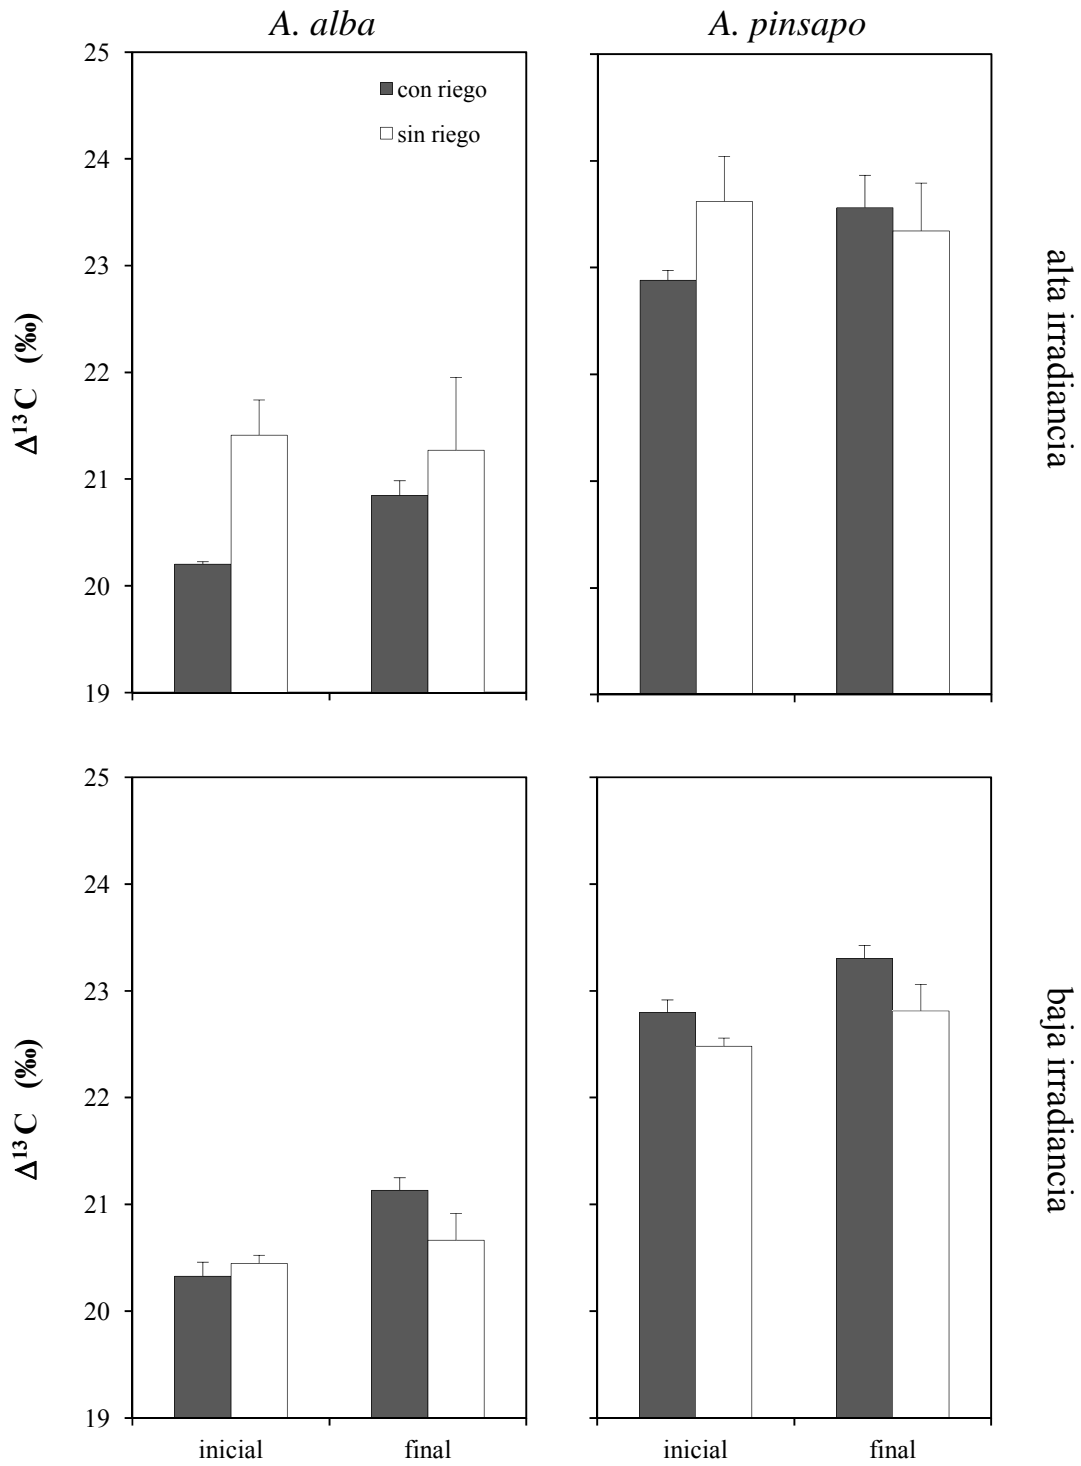 A. alba
A. pinsapo
25
24
23
22
21
20
19
con riego
sin riego
Δ¹³C (‰)
alta irradiancia
25
24
23
22
21
20
19
Δ¹³C (‰)
baja irradiancia
inicial
final
inicial
final